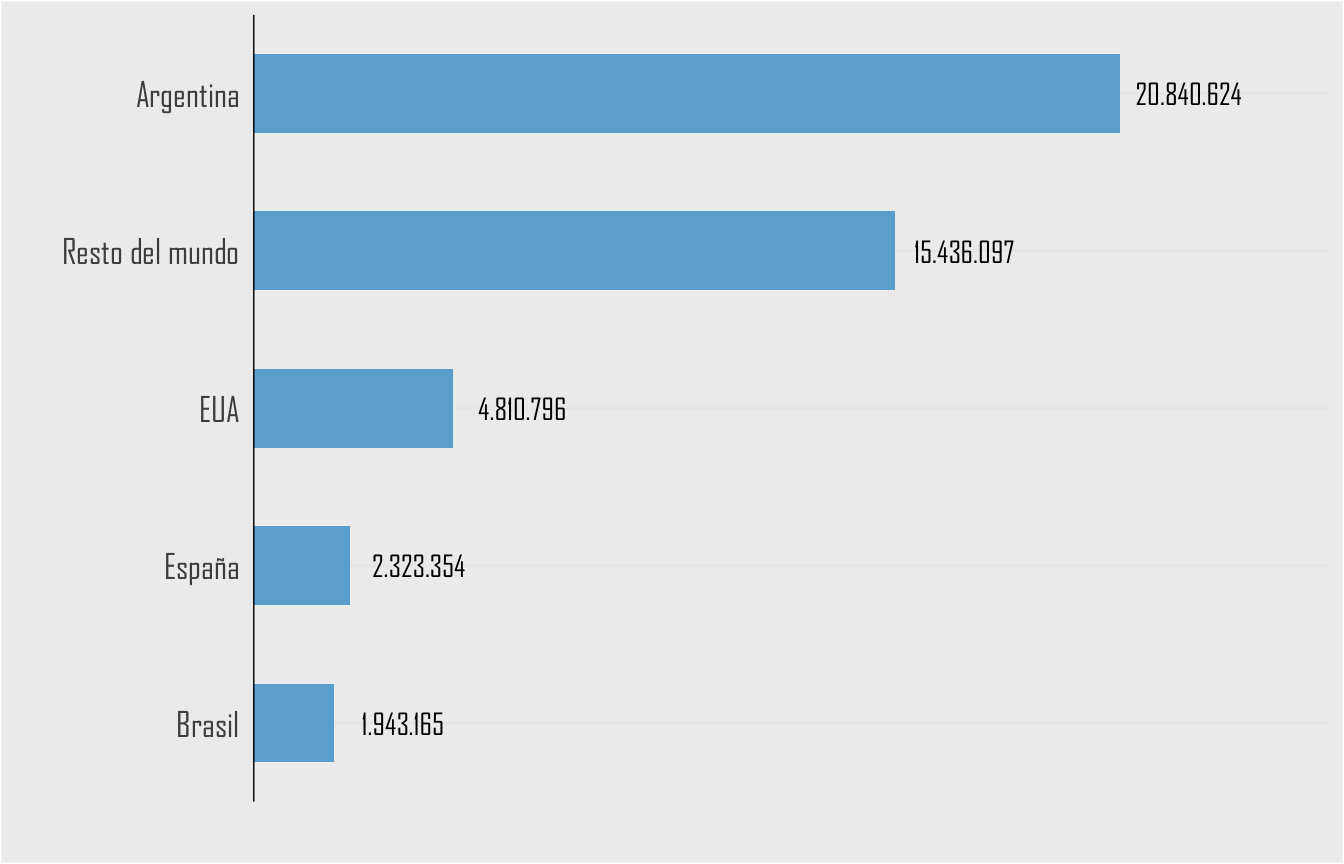 Argentina 20.840.624
Resto del mundo 15.436.097
EUA 4.810.796
España 2.323.354
Brasil 1.943.165